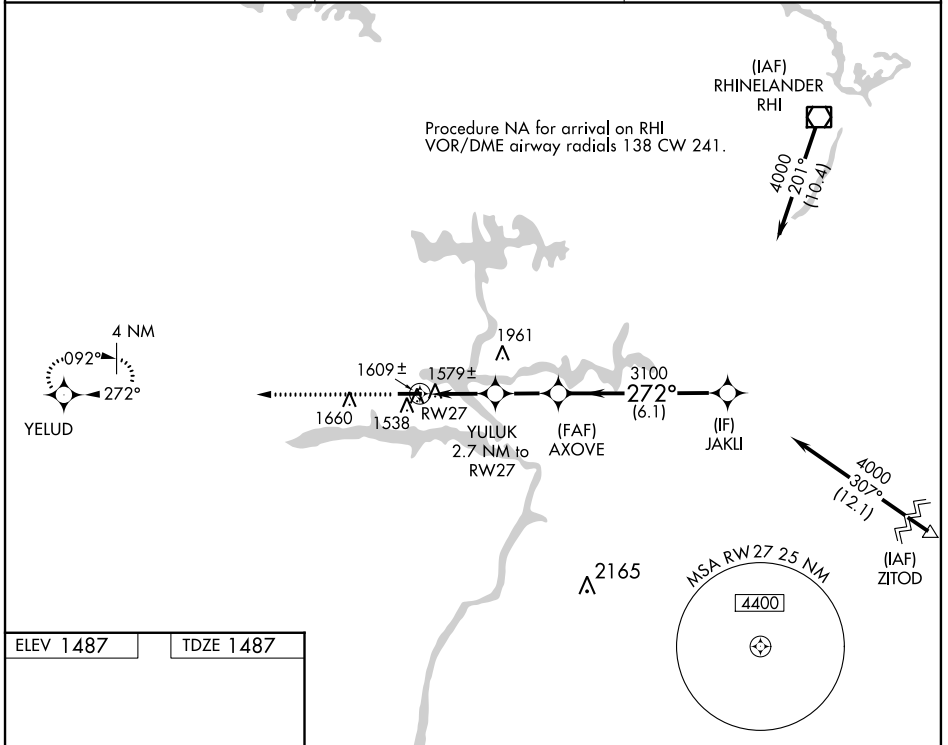 (IAF)
RHINELANDER
RHI
Procedure NA for arrival on RHI
VOR/DME airway radials 138 CW 241.
4000
201°
(10.4)
4 NM
092°
272°
YELUD
1961
1609 ±
1579 ±
1660
1538
RW27
YULUK
2.7 NM to
RW27
(FAF)
AXOVE
3100
272°
(6.1)
(IF)
JAKLI
4000
307°
(12.1)
(IAF)
ZITOD
2165
MSA RW 27 25 NM
4400
ELEV 1487
TDZE 1487